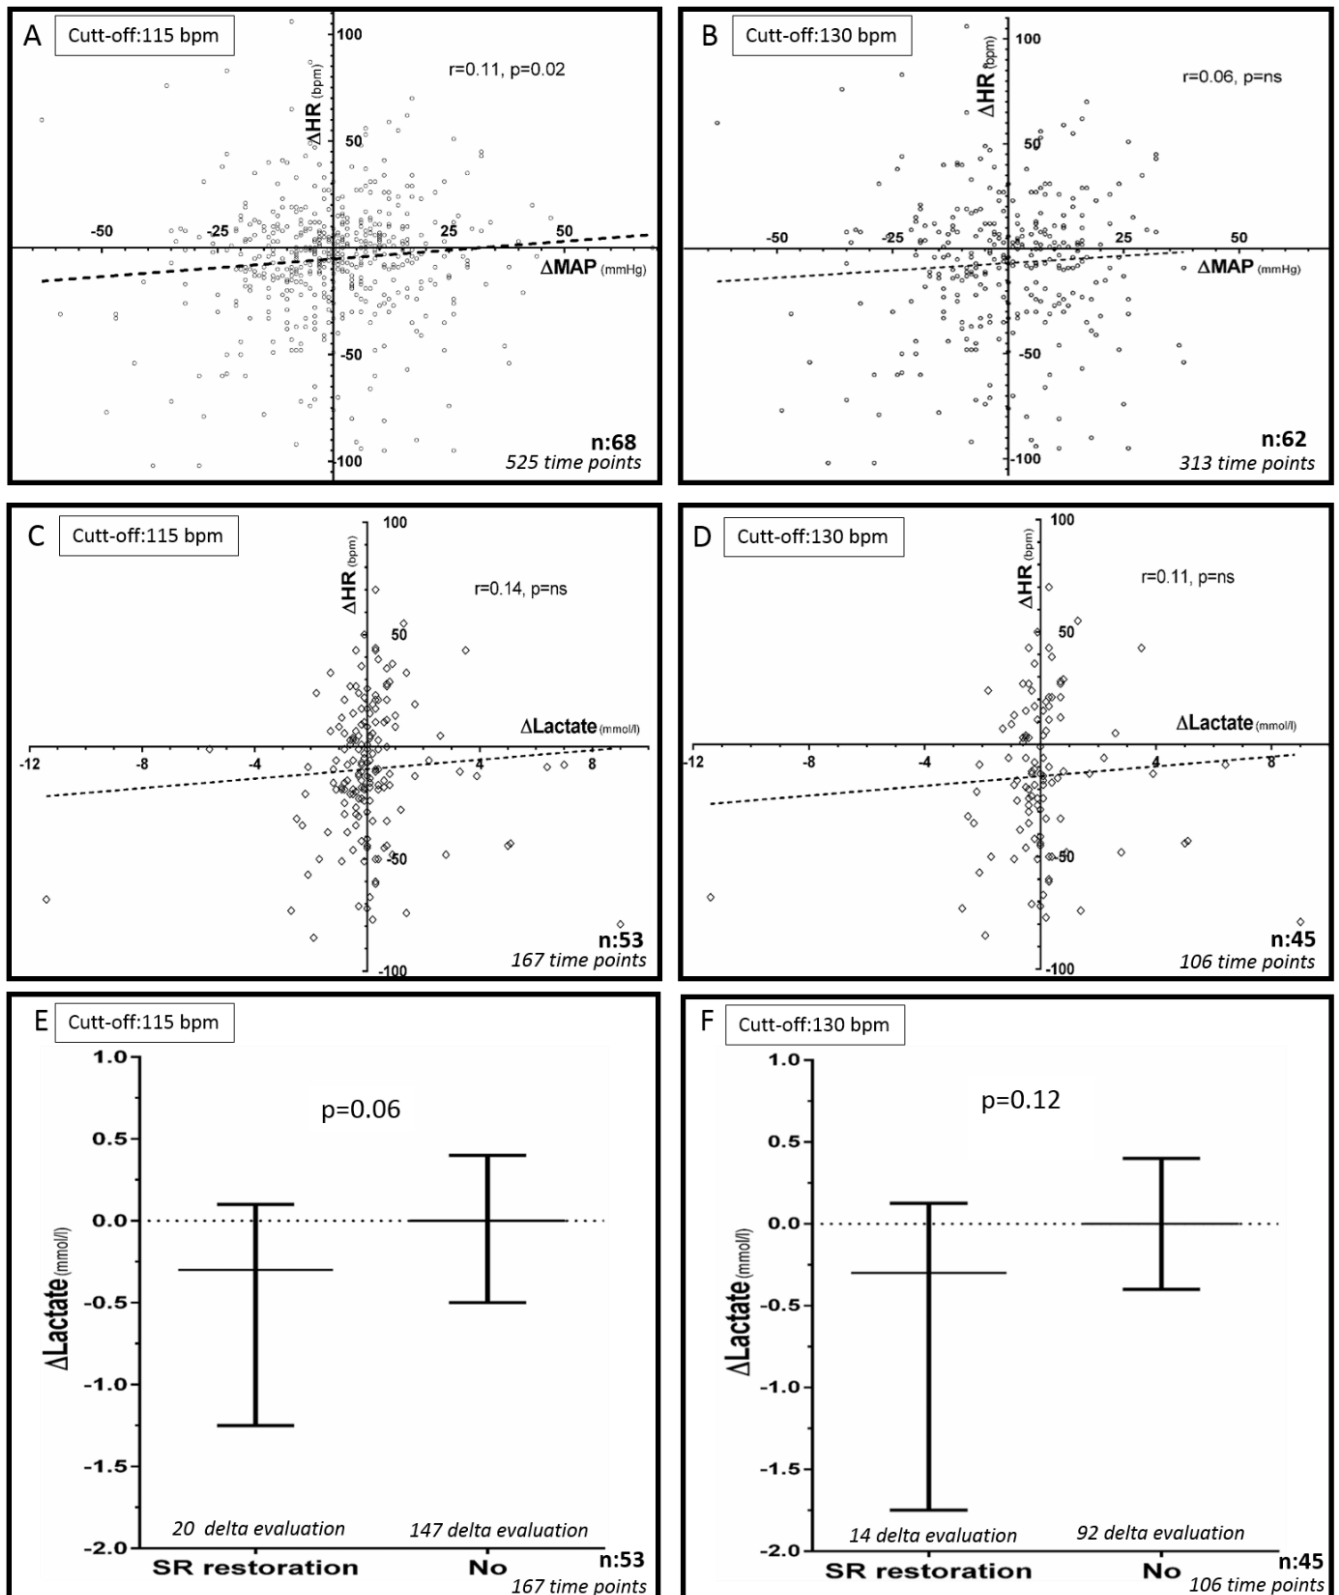 A
Cutt-off:115 bpm
100
ΔHR (bpm)
r=0.11, p=0.02
50
-50
-25
25
50
ΔMAP (mmHg)
-50
-100
n:68
525 time points
B
Cutt-off:130 bpm
100
ΔHR (bpm)
r=0.06, p=ns
50
-50
-25
25
50
ΔMAP (mmHg)
-50
-100
n:62
313 time points
C
Cutt-off:115 bpm
100
ΔHR (bpm)
r=0.14, p=ns
50
ΔLactate (mmol/l)
-12
-8
-4
4
8
-50
-100
n:53
167 time points
D
Cutt-off:130 bpm
100
ΔHR (bpm)
r=0.11, p=ns
50
ΔLactate (mmol/l)
-12
-8
-4
4
8
-50
-100
n:45
106 time points
E
Cutt-off:115 bpm
1.0
p=0.06
0.5
0.0
ΔLactate (mmol/l)
-0.5
-1.0
-1.5
20 delta evaluation
147 delta evaluation
-2.0
SR restoration
No
n:53
167 time points
F
Cutt-off:130 bpm
1.0
p=0.12
0.5
0.0
ΔLactate (mmol/l)
-0.5
-1.0
-1.5
14 delta evaluation
92 delta evaluation
-2.0
SR restoration
No
n:45
106 time points